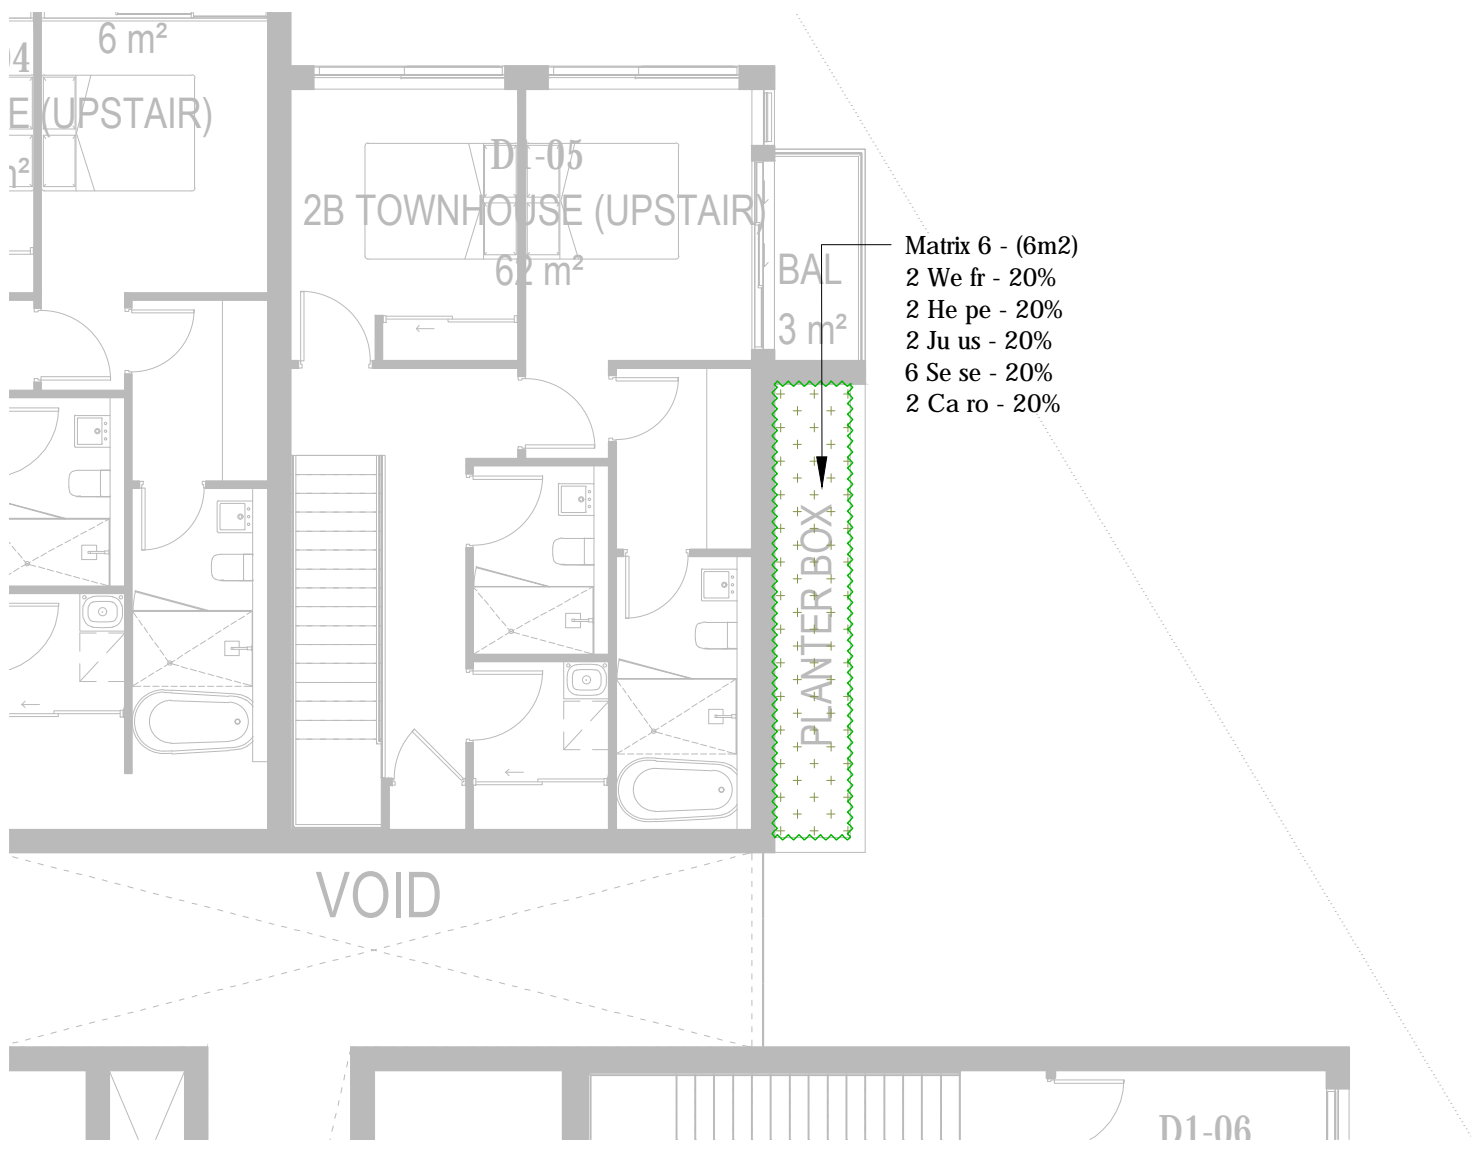 6 m²
04
E (UPSTAIR)
m²
D1-05
2B TOWNHOUSE (UPSTAIR)
62 m²
BAL
3 m²
Matrix 6 - (6m2)
2 We fr - 20%
2 He pe - 20%
2 Ju us - 20%
6 Se se - 20%
2 Ca ro - 20%
PLANTER BOX
VOID
D1-06